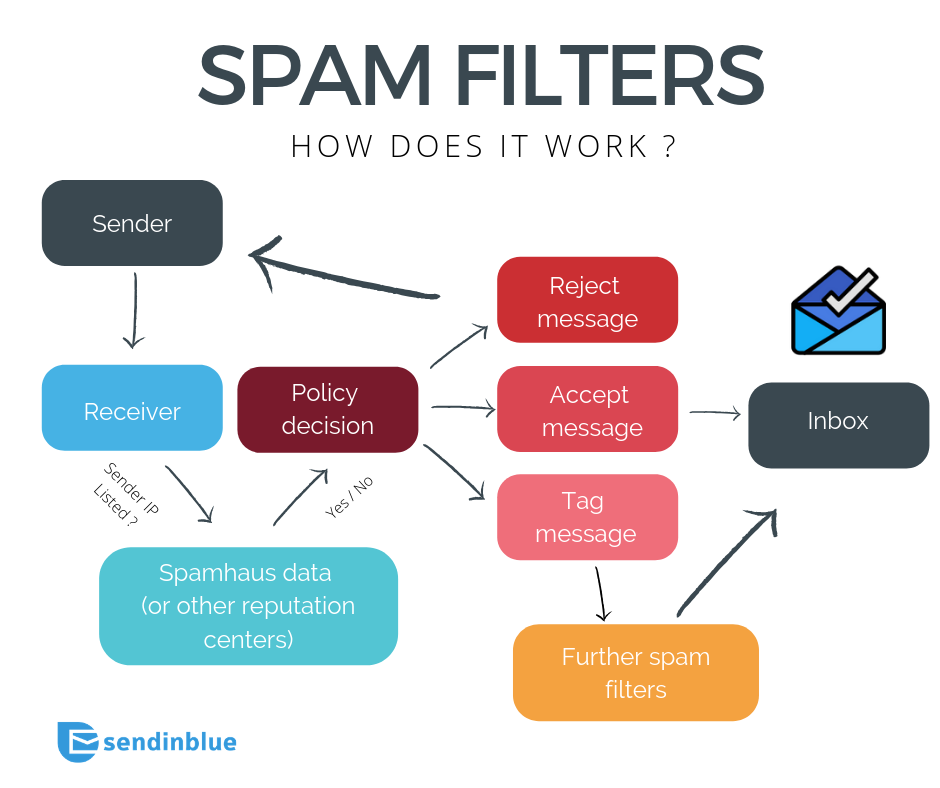 SPAM FILTERS
HOW DOES IT WORK ?
Sender
Receiver
Sender IP
Listed ?
Spamhaus data
(or other reputation
centers)
Yes / No
Policy
decision
Reject
message
Accept
message
Tag
message
Further spam
filters
Inbox
sendinblue